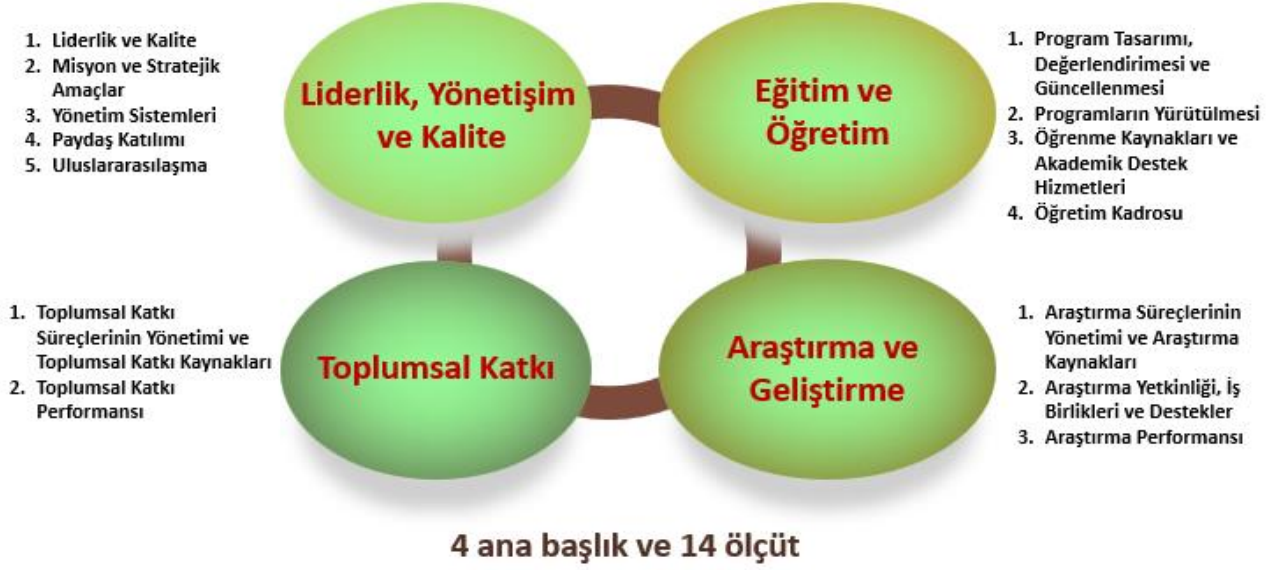 1. Liderlik ve Kalite
2. Misyon ve Stratejik
Amaçlar
3. Yönetim Sistemleri
4. Paydaş Katılımı
5. Uluslararasılaşma
Liderlik, Yönetişim
ve Kalite
Eğitim ve
Öğretim
1. Program Tasarımı,
Değerlendirimesi ve
Güncellenmesi
2. Programların Yürütülmesi
3. Öğrenme Kaynakları ve
Akademik Destek
Hizmetleri
4. Öğretim Kadrosu
1. Toplumsal Katkı
Süreçlerinin Yönetimi ve
Toplumsal Katkı Kaynakları
2. Toplumsal Katkı
Performansı
Toplumsal Katkı
Araştırma ve
Geliştirme
1. Araştırma Süreçlerinin
Yönetimi ve Araştırma
Kaynakları
2. Araştırma Yetkinliği, İş
Birlikleri ve Destekler
3. Araştırma Performansı
4 ana başlık ve 14 ölçüt